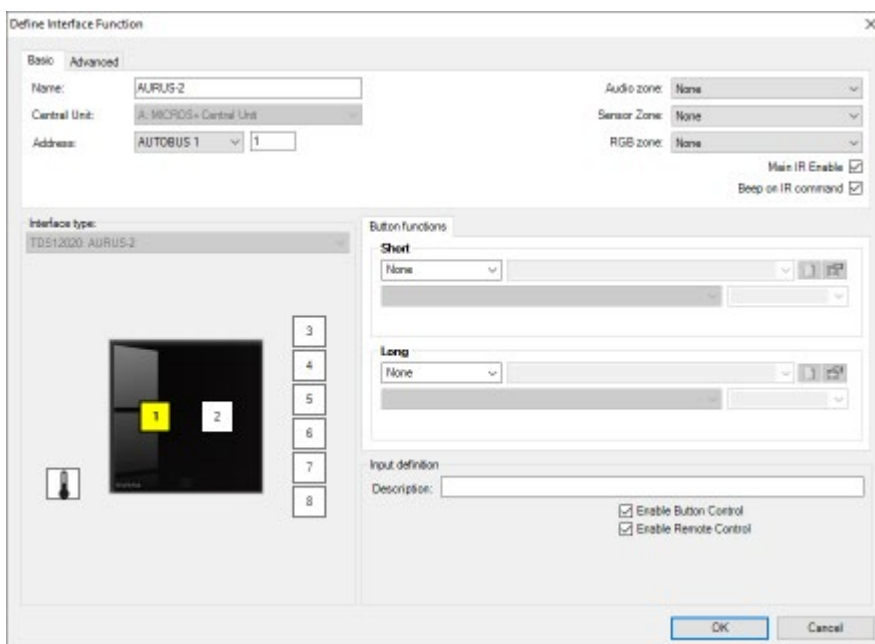 Define Interface Function
Basic Advanced
Name: AURUS-2
Central Unit: A: MICROS+ Central Unit
Address: AUTOBUS 1 1
Audio zone: None
Sensor Zone: None
RGB zone: None
Main IR Enable
Beep on IR command
Interface type:
TDS12020: AURUS-2
1
2
3
4
5
6
7
8
Button functions
Short
None
Long
None
Input definition
Description:
Enable Button Control
Enable Remote Control
OK Cancel